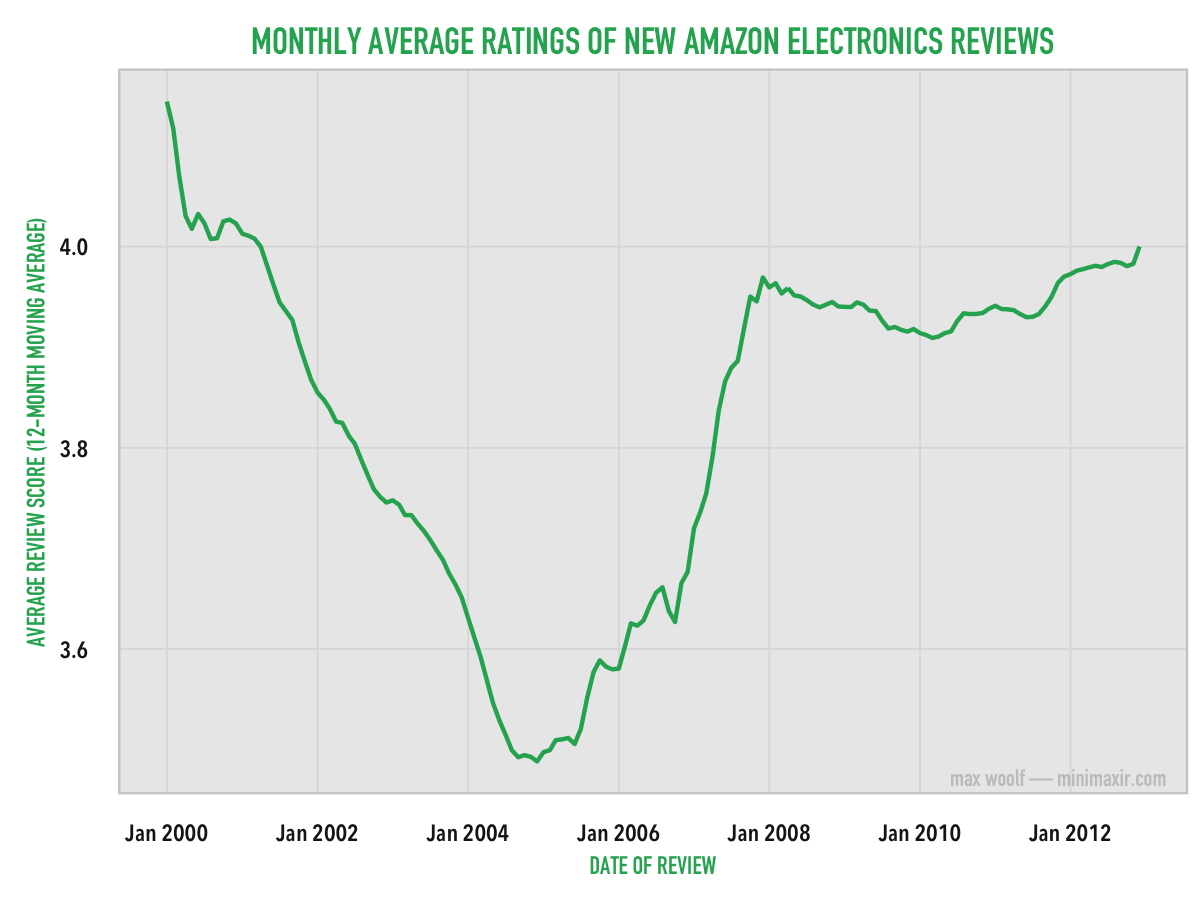 MONTHLY AVERAGE RATINGS OF NEW AMAZON ELECTRONICS REVIEWS
AVERAGE REVIEW SCORE (12-MONTH MOVING AVERAGE)
4.0
3.8
3.6
max woolf — minimaxir.com
Jan 2000 Jan 2002 Jan 2004 Jan 2006 Jan 2008 Jan 2010 Jan 2012
DATE OF REVIEW